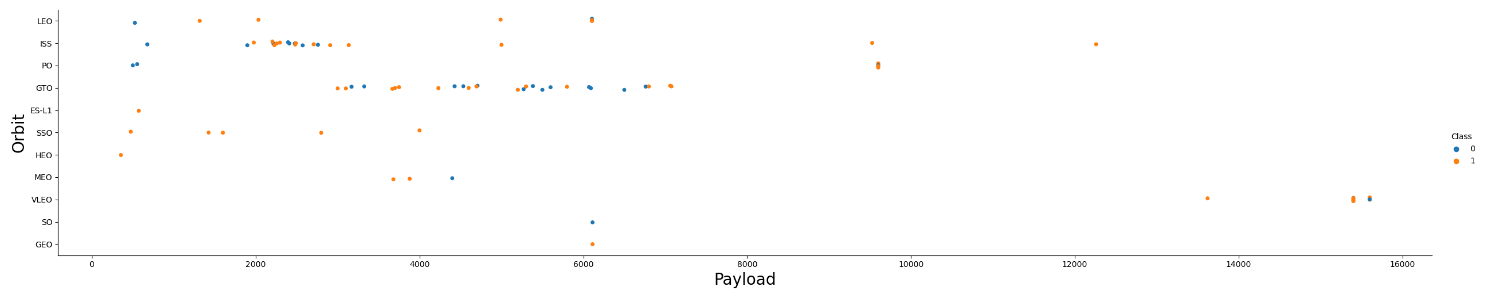 LEO
ISS
PO
GTO
ES-L1
SSO
HEO
MEO
VLEO
SO
GEO
Orbit
0 2000 4000 6000 8000 10000 12000 14000 16000
Payload
Class
0
1